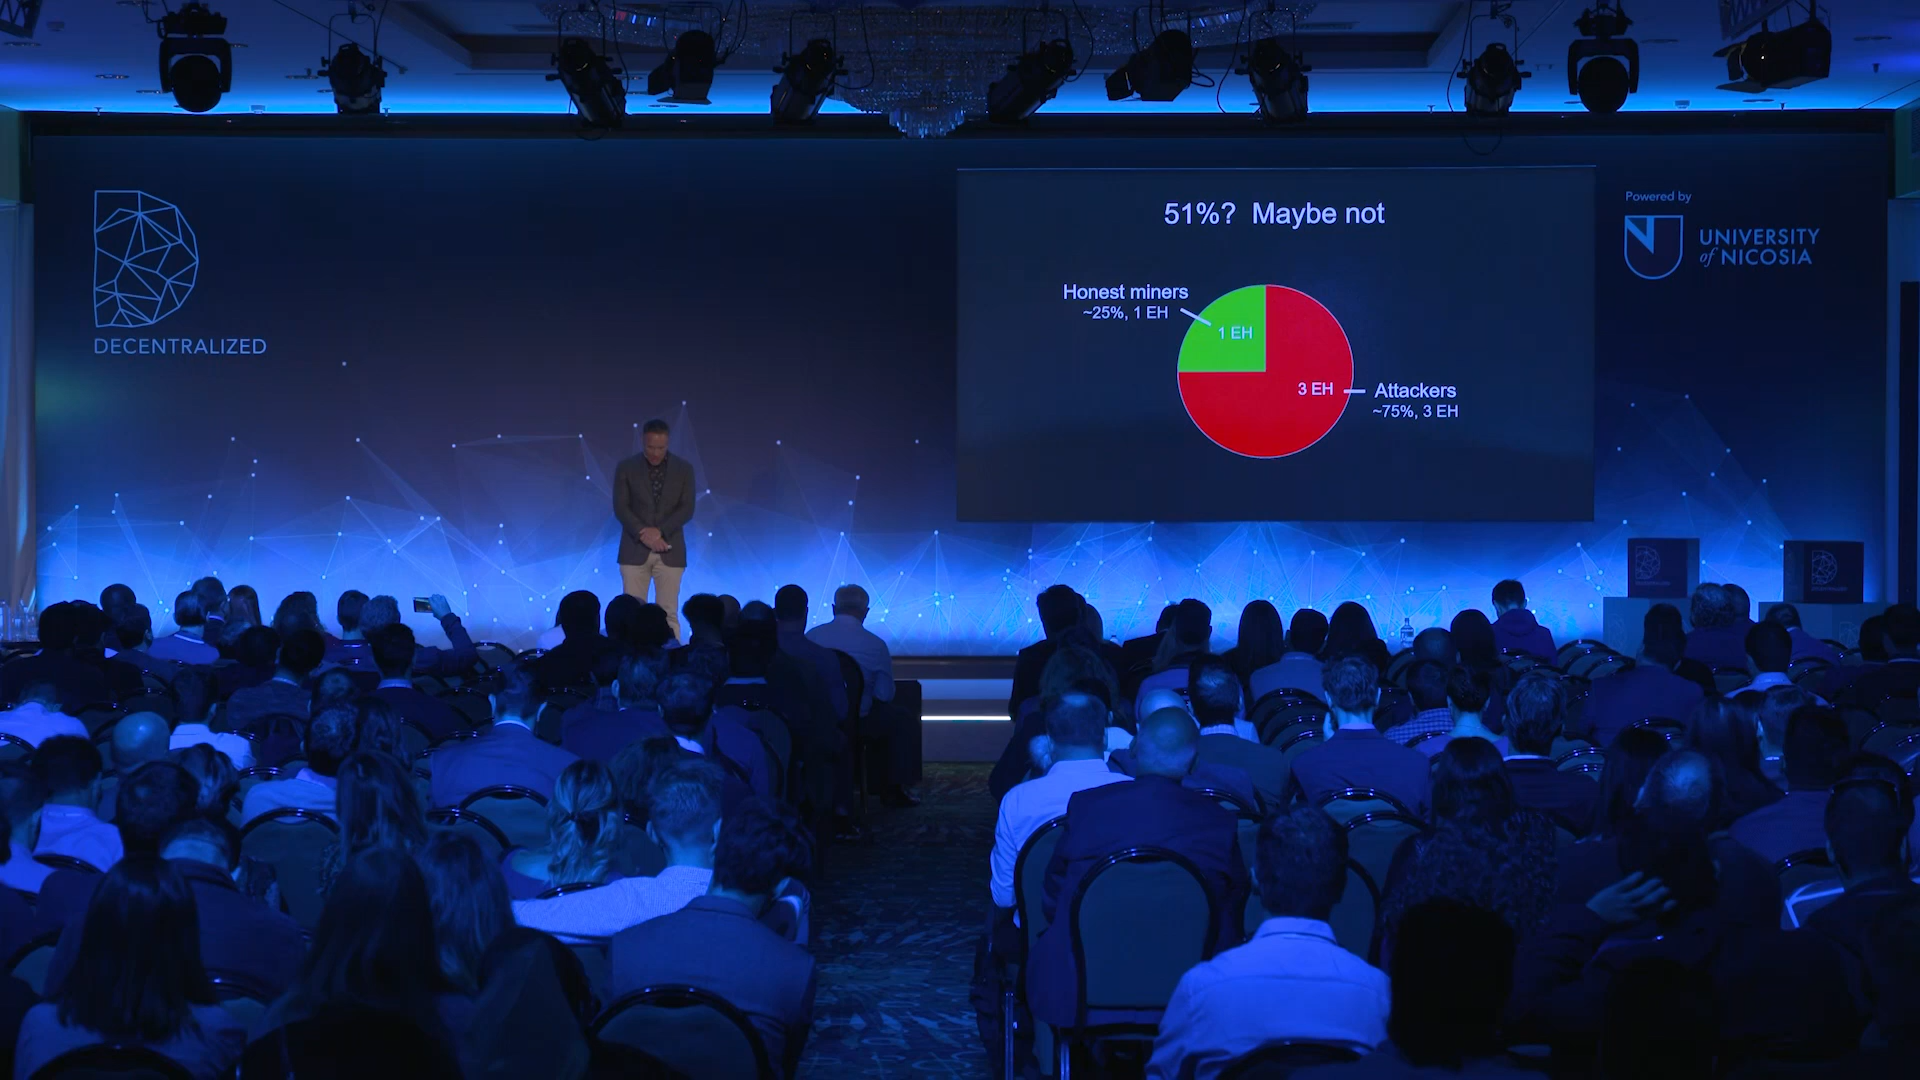 DECENTRALIZED
51%? Maybe not
Honest miners
~25%, 1 EH
1 EH
3 EH
Attackers
~75%, 3 EH
Powered by
UNIVERSITY
of NICOSIA